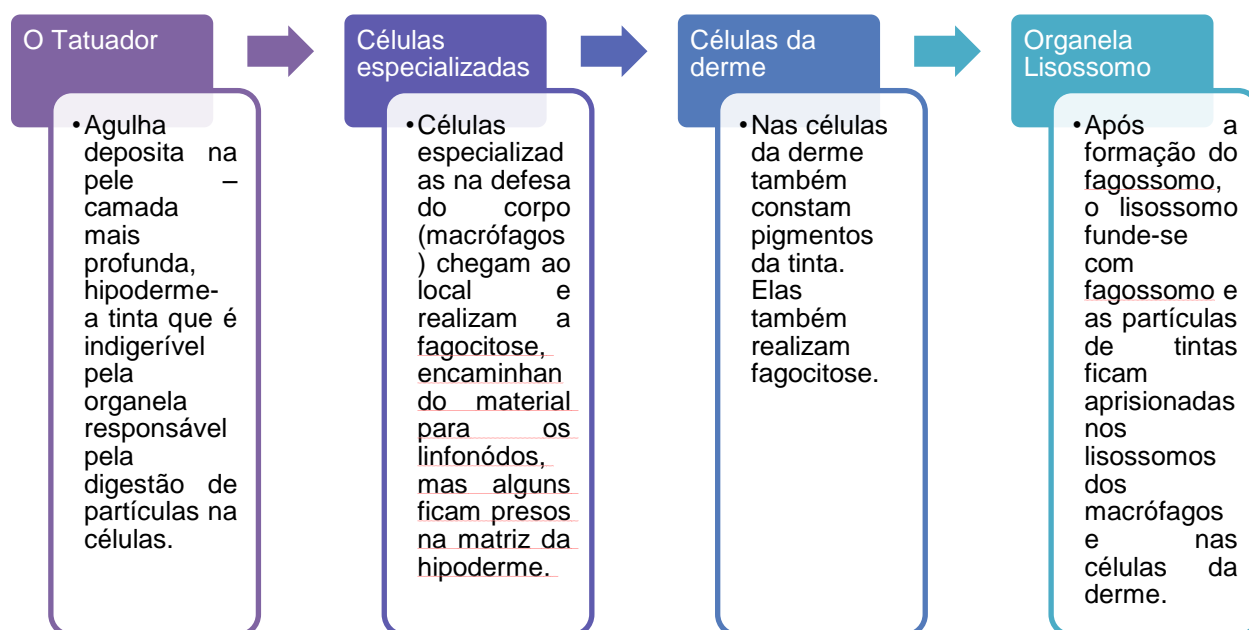 O Tatuador
•Agulha
deposita na
pele –
camada
mais
profunda,
hipoderme-
a tinta que é
indigerível
pela
organela
responsável
pela
digestão de
partículas na
células.
Células
especializadas
•Células
especializad
as na defesa
do corpo
(macrófagos
) chegam ao
local e
realizam a
fagocitose,
encaminhan
do material
para os
linfonódos,
mas alguns
ficam presos
na matriz da
hipoderme.
Células da
derme
•Nas células
da derme
também
constam
pigmentos
da tinta.
Elas
também
realizam
fagocitose.
Organela
Lisossomo
•Após a
formação do
fagossomo,
o lisossomo
funde-se
com
fagossomo e
as partículas
de tintas
ficam
aprisionadas
nos
lisossomos
dos
macrófagos
e nas
células da
derme.